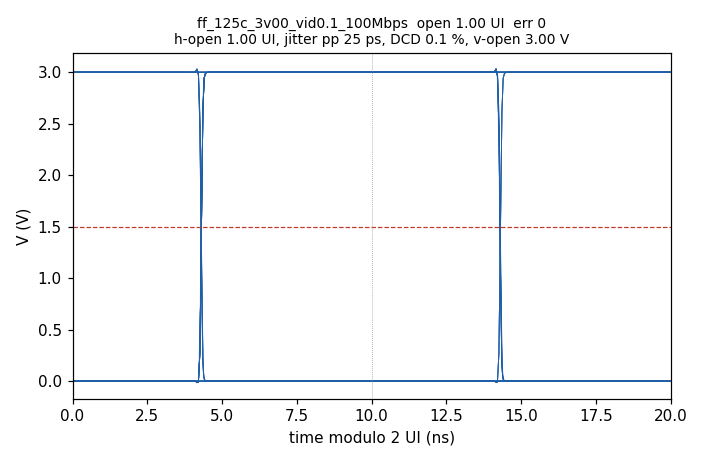 ff_125c_3v00_vid0.1_100Mbps  open 1.00 UI  err 0
h-open 1.00 UI, jitter pp 25 ps, DCD 0.1 %, v-open 3.00 V
3.0
2.5
2.0
1.5
1.0
0.5
0.0
V (V)
0.0 2.5 5.0 7.5 10.0 12.5 15.0 17.5 20.0
time modulo 2 UI (ns)